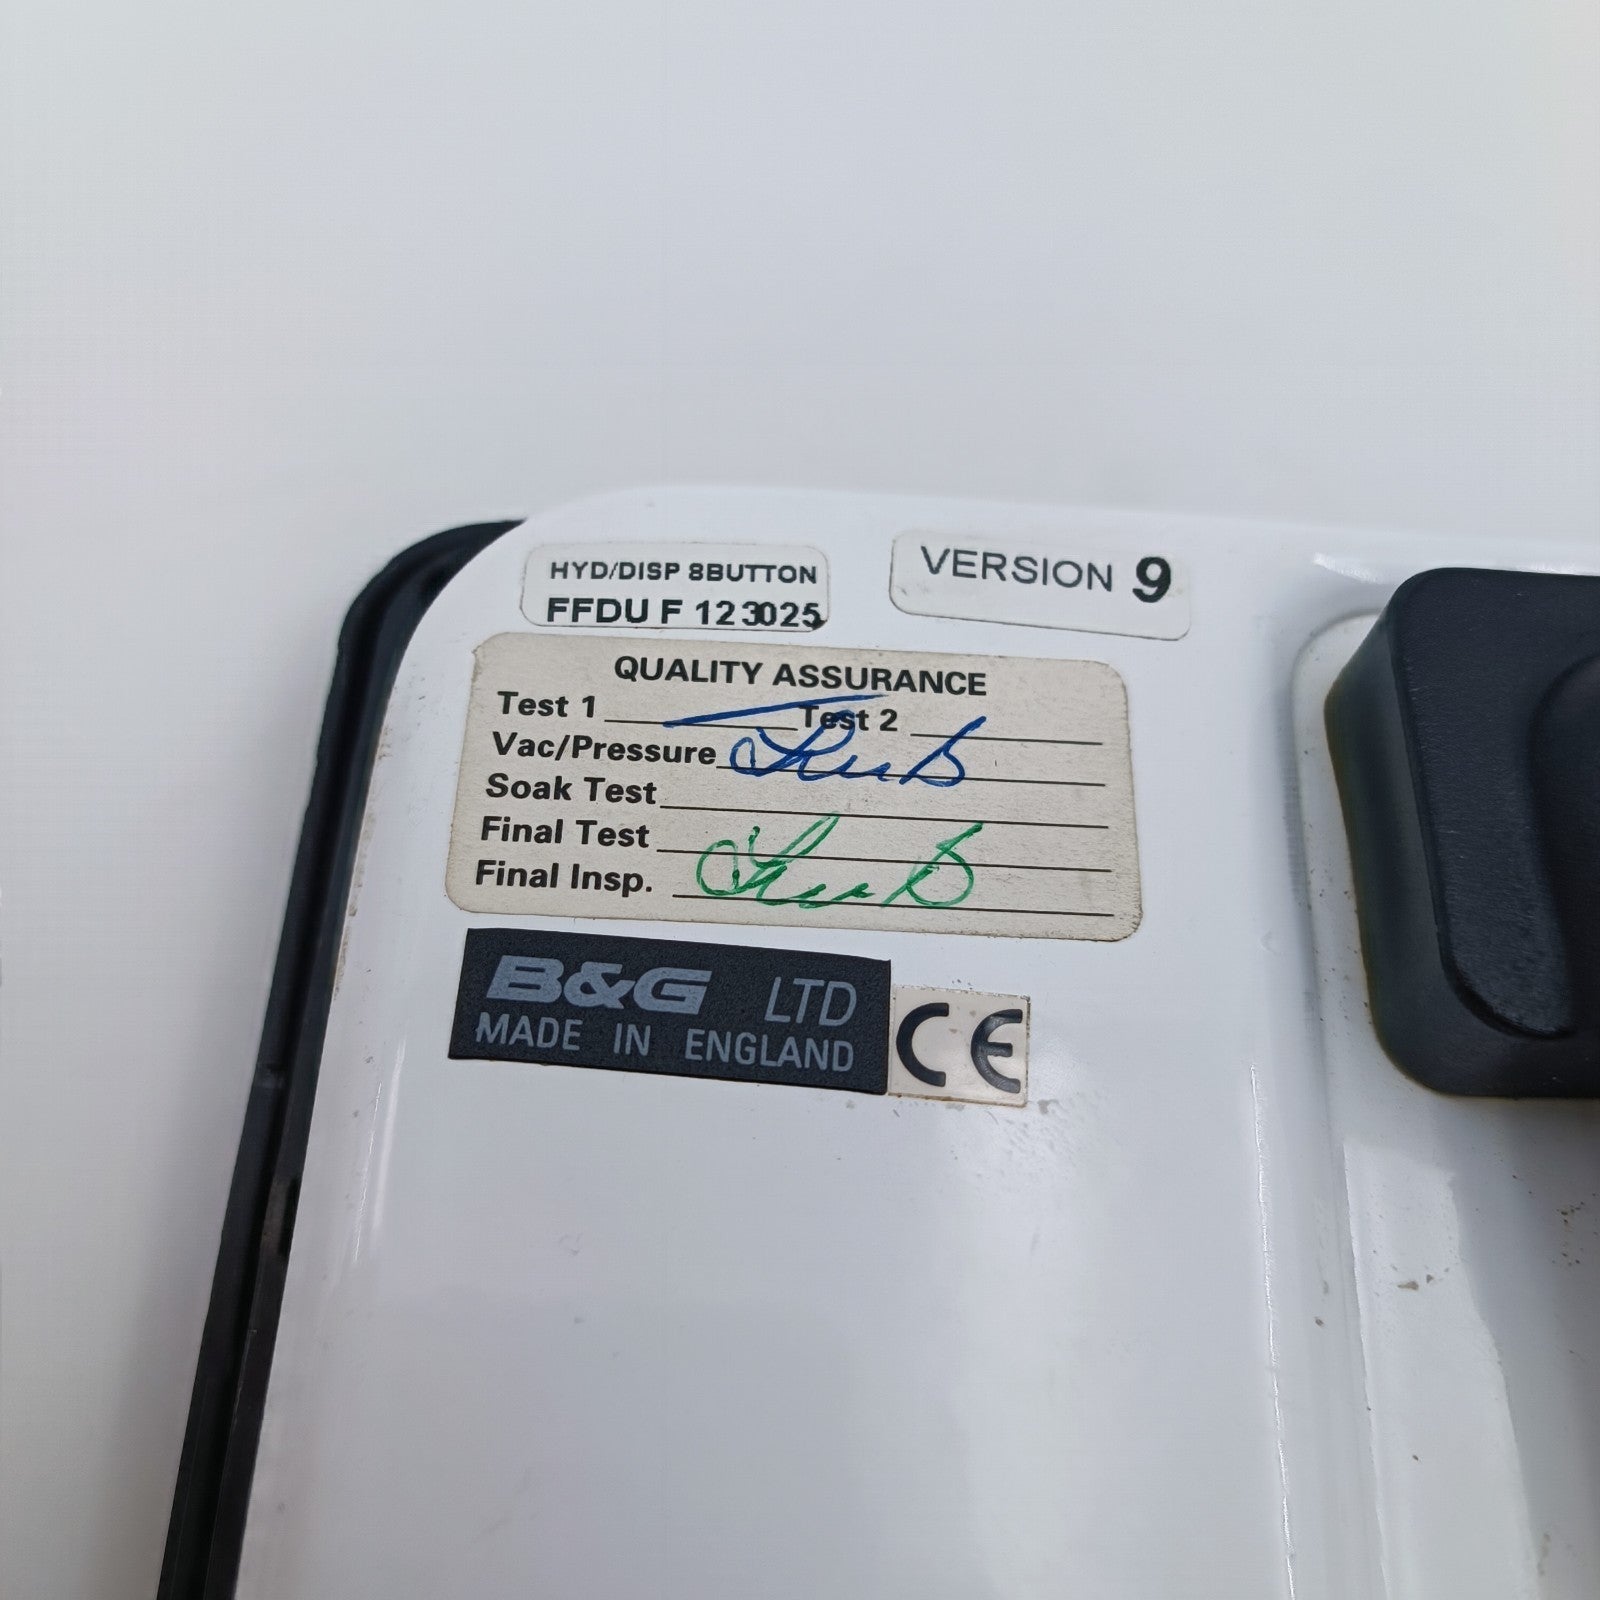 HYD/DISP 8BUTTON
FFDU F 123025
VERSION 9
QUALITY ASSURANCE
Test 1 Test 2
Vac/Pressure
Soak Test
Final Test
Final Insp.
B&G LTD
MADE IN ENGLAND
CE